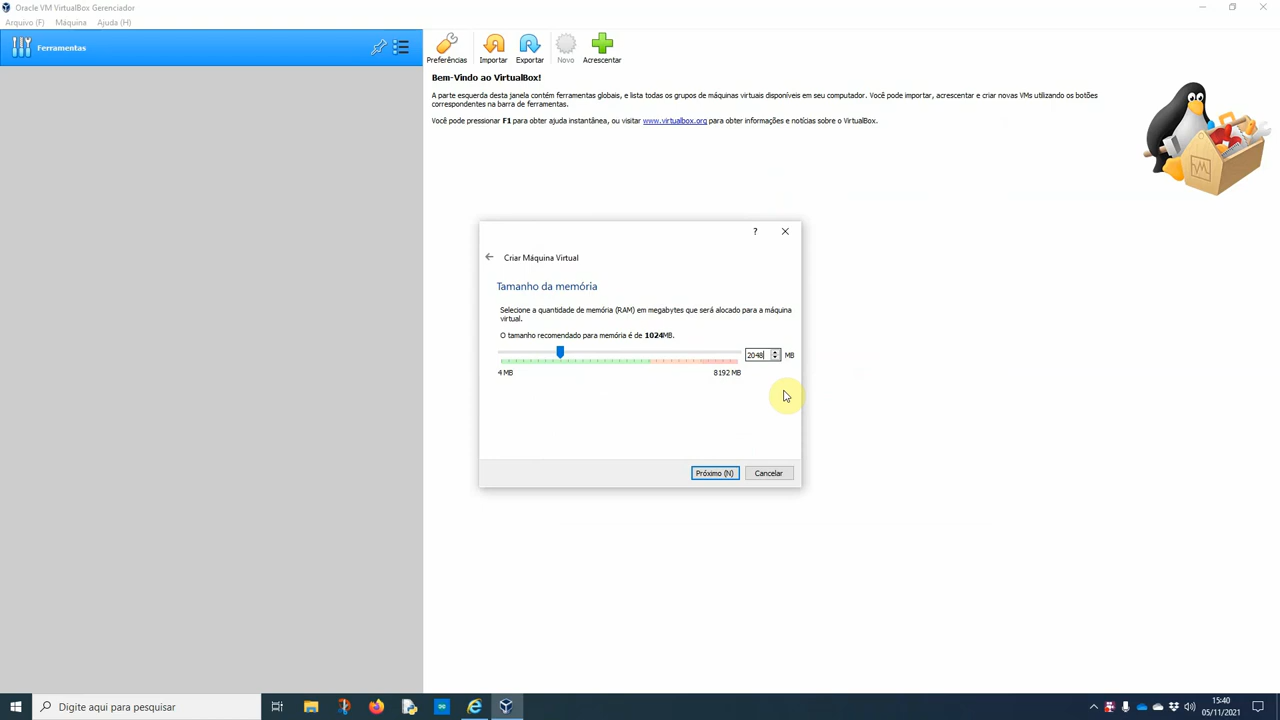 Oracle VM VirtualBox Gerenciador
Arquivo (F) Máquina Ajuda (H)
Ferramentas
Preferências Importar Exportar Novo Acrescentar
Bem-Vindo ao VirtualBox!
A parte esquerda desta janela contém ferramentas globais, e lista todas os grupos de máquinas virtuais disponíveis em seu computador. Você pode importar, acrescentar e criar novas VMs utilizando os botões
correspondentes na barra de ferramentas.
Você pode pressionar F1 para obter ajuda instantânea, ou visitar www.virtualbox.org para obter informações e notícias sobre o VirtualBox.
?
Criar Máquina Virtual
Tamanho da memória
Selecione a quantidade de memória (RAM) em megabytes que será alocado para a máquina
virtual.
O tamanho recomendado para memória é de 1024MB.
2048 MB
4 MB 8192 MB
Próximo (N) Cancelar
Digite aqui para pesquisar
15:40
05/11/2021